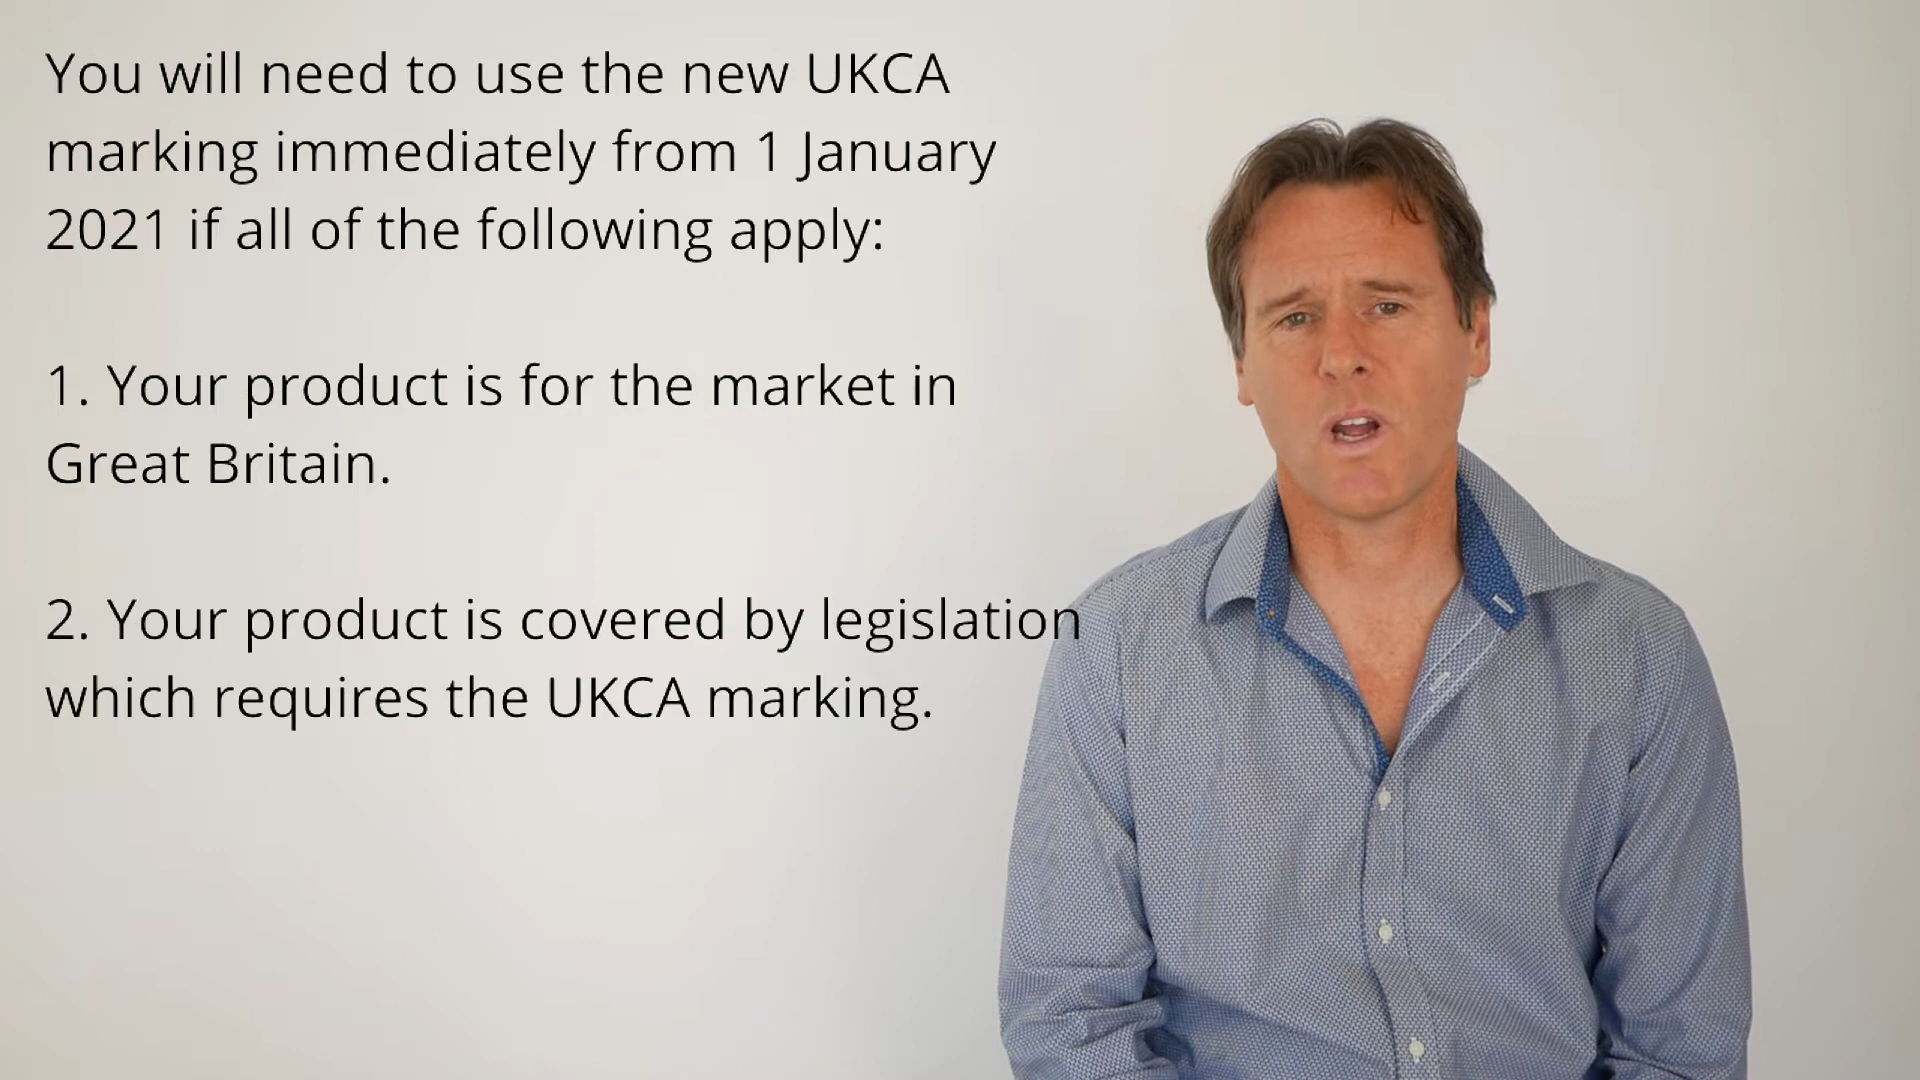 You will need to use the new UKCA
marking immediately from 1 January
2021 if all of the following apply:
1. Your product is for the market in
Great Britain.
2. Your product is covered by legislation
which requires the UKCA marking.